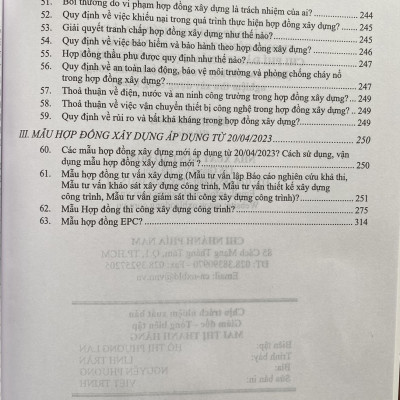 51. Bồi thường do vi phạm hợp đồng xây dựng là trách nhiệm của ai? 244
52. Quy định về việc khiếu nại trong quá trình thực hiện hợp đồng xây dựng? 245
53. Giải quyết tranh chấp hợp đồng xây dựng như thế nào? 245
54. Quy định về việc bảo hiểm và bảo hành theo hợp đồng xây dựng? 246
55. Hợp đồng thầu phụ được quy định như thế nào? 247
56. Quy định về an toàn lao động, bảo vệ môi trường và phòng chống cháy nổ
trong hợp đồng xây dựng? 247
57. Thoả thuận về điện, nước và an ninh công trường trong hợp đồng xây dựng? .. 249
58. Thoả thuận về việc vận chuyển thiết bị công nghệ trong hợp đồng xây dựng? .. 249
59. Quy định về rủi ro và bất khả kháng trong hợp đồng xây dựng? 249
III. MẪU HỢP ĐỒNG XÂY DỰNG ÁP DỤNG TỪ 20/04/2023 250
60. Các mẫu hợp đồng xây dựng mới áp dụng từ 20/04/2023? Cách sử dụng, vận
dụng mẫu hợp đồng xây dựng mới ? 250
61. Mẫu hợp đồng tư vấn xây dựng (Mẫu tư vấn lập Báo cáo nghiên cứu khả thi,
Mẫu tư vấn khảo sát xây dựng công trình, Mẫu tư vấn thiết kế xây dựng
công trình, Mẫu tư vấn giám sát thi công xây dựng công trình)? 251
62. Mẫu Hợp đồng thi công xây dựng công trình? 275
63. Mẫu hợp đồng EPC? 314